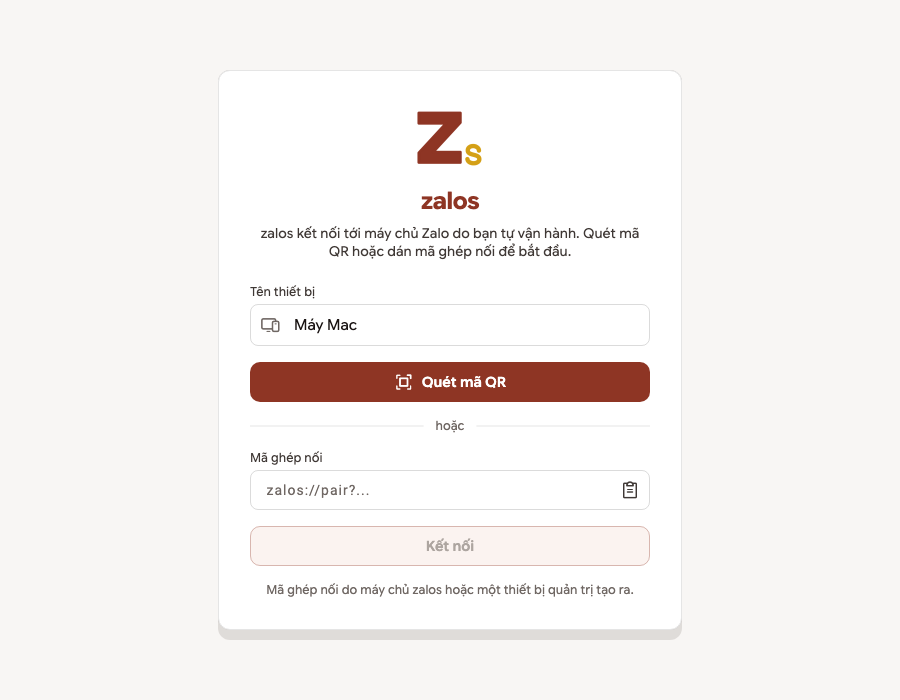 Zs
zalos
zalos kết nối tới máy chủ Zalo do bạn tự vận hành. Quét mã
QR hoặc dán mã ghép nối để bắt đầu.
Tên thiết bị
Máy Mac
Quét mã QR
hoặc
Mã ghép nối
zalos://pair?...
Kết nối
Mã ghép nối do máy chủ zalos hoặc một thiết bị quản trị tạo ra.